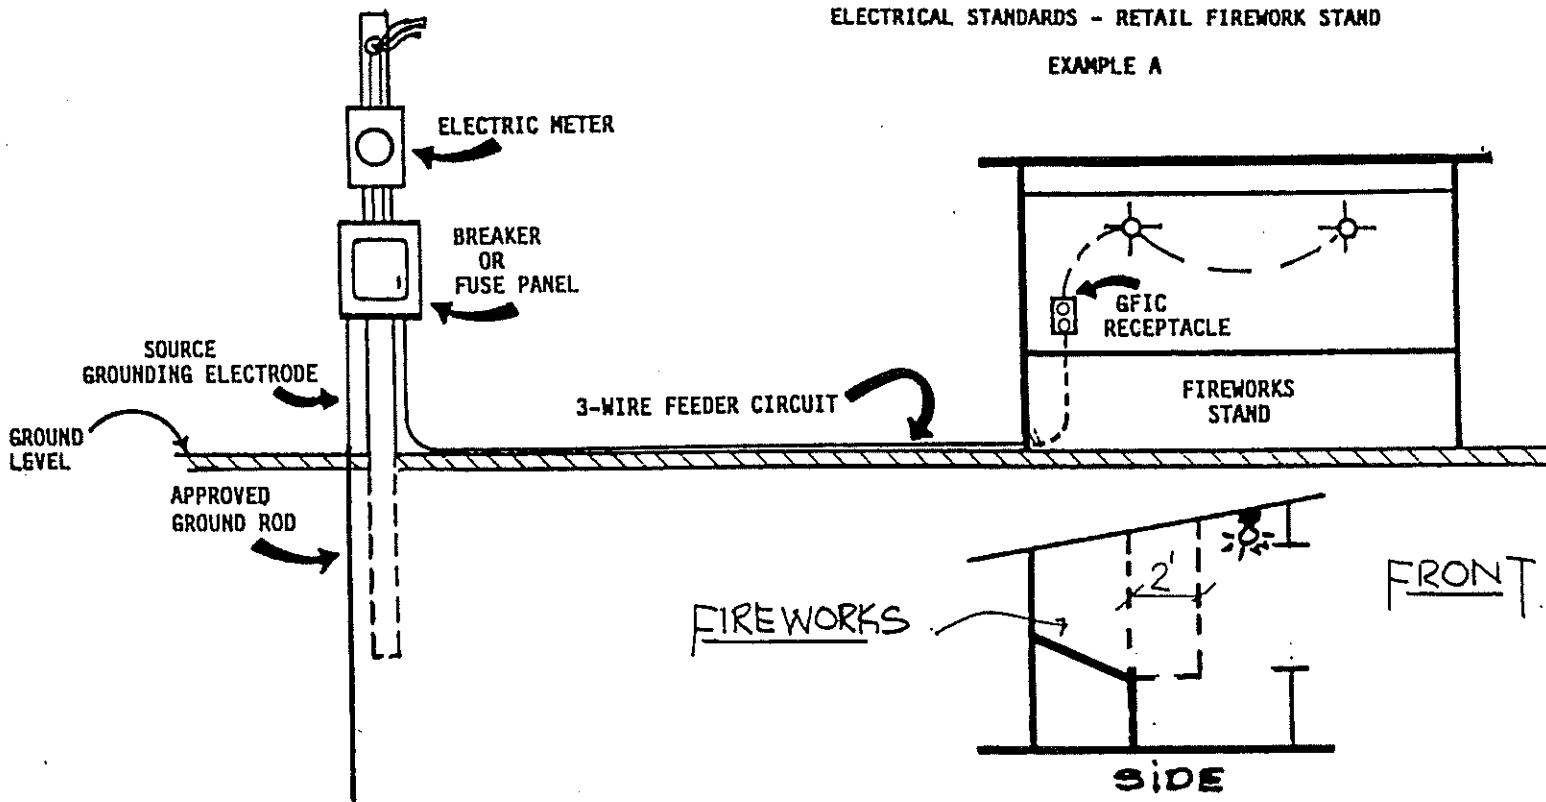 ELECTRICAL STANDARDS - RETAIL FIREWORK STAND
EXAMPLE A
ELECTRIC METER
BREAKER
OR
FUSE PANEL
GFIC
RECEPTACLE
SOURCE
GROUNDING ELECTRODE
3-WIRE FEEDER CIRCUIT
FIREWORKS
STAND
GROUND
LEVEL
APPROVED
GROUND ROD
2'
FIREWORKS
FRONT
SiDE